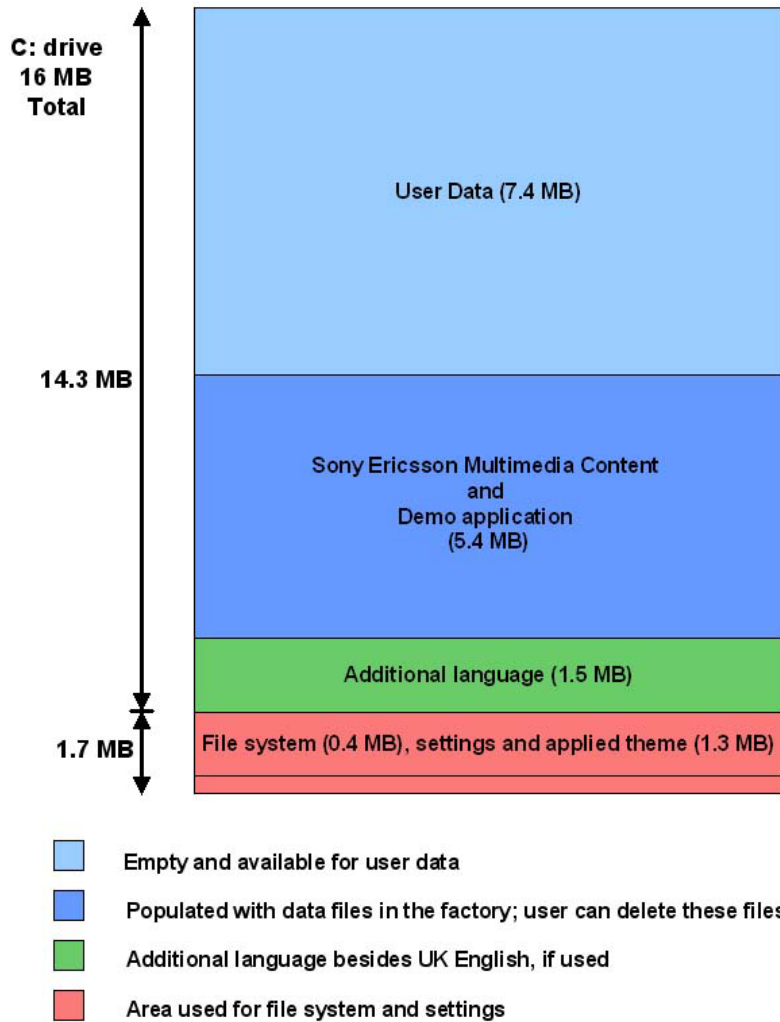 C: drive
16 MB
Total
User Data (7.4 MB)
14.3 MB
Sony Ericsson Multimedia Content
and
Demo application
(5.4 MB)
Additional language (1.5 MB)
1.7 MB
File system (0.4 MB), settings and applied theme (1.3 MB)
Empty and available for user data
Populated with data files in the factory; user can delete these files
Additional language besides UK English, if used
Area used for file system and settings